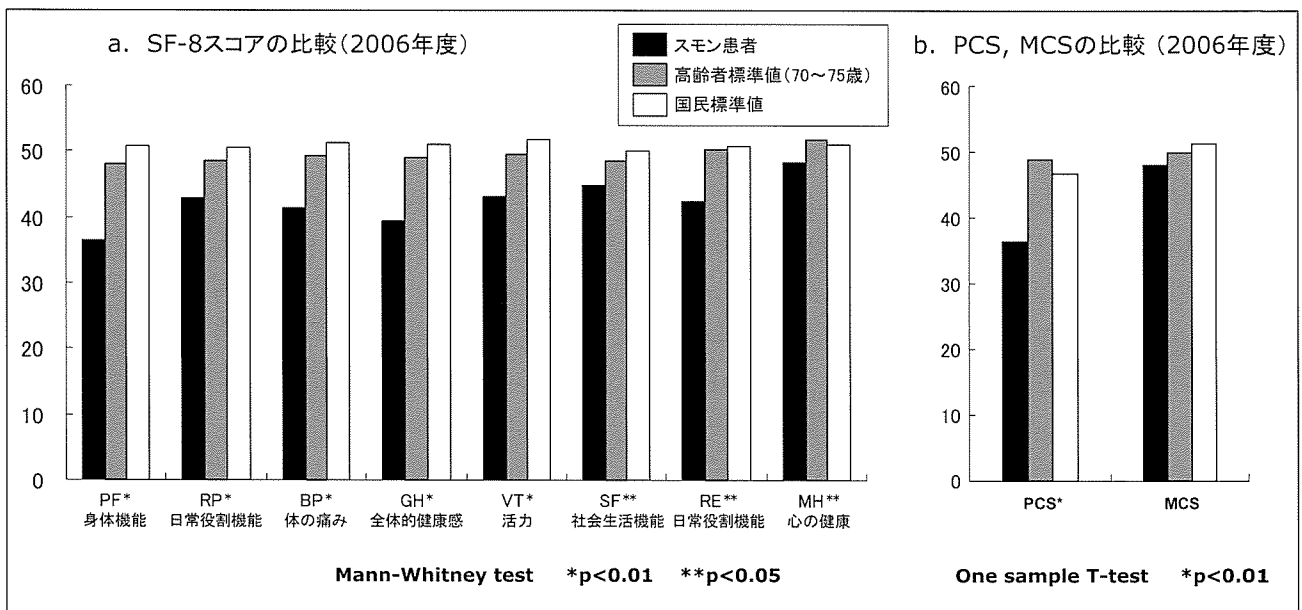 a. SF-8スコアの比較(2006年度)
スモン患者
高齢者標準値(70～75歳)
国民標準値
60
50
40
30
20
10
0
PF* RP* BP* GH* VT* SF** RE** MH**
身体機能 日常役割機能 体の痛み 全体的健康感 活力 社会生活機能 日常役割機能 心の健康
Mann-Whitney test *p<0.01 **p<0.05
b. PCS, MCSの比較 (2006年度)
60
50
40
30
20
10
0
PCS* MCS
One sample T-test *p<0.01